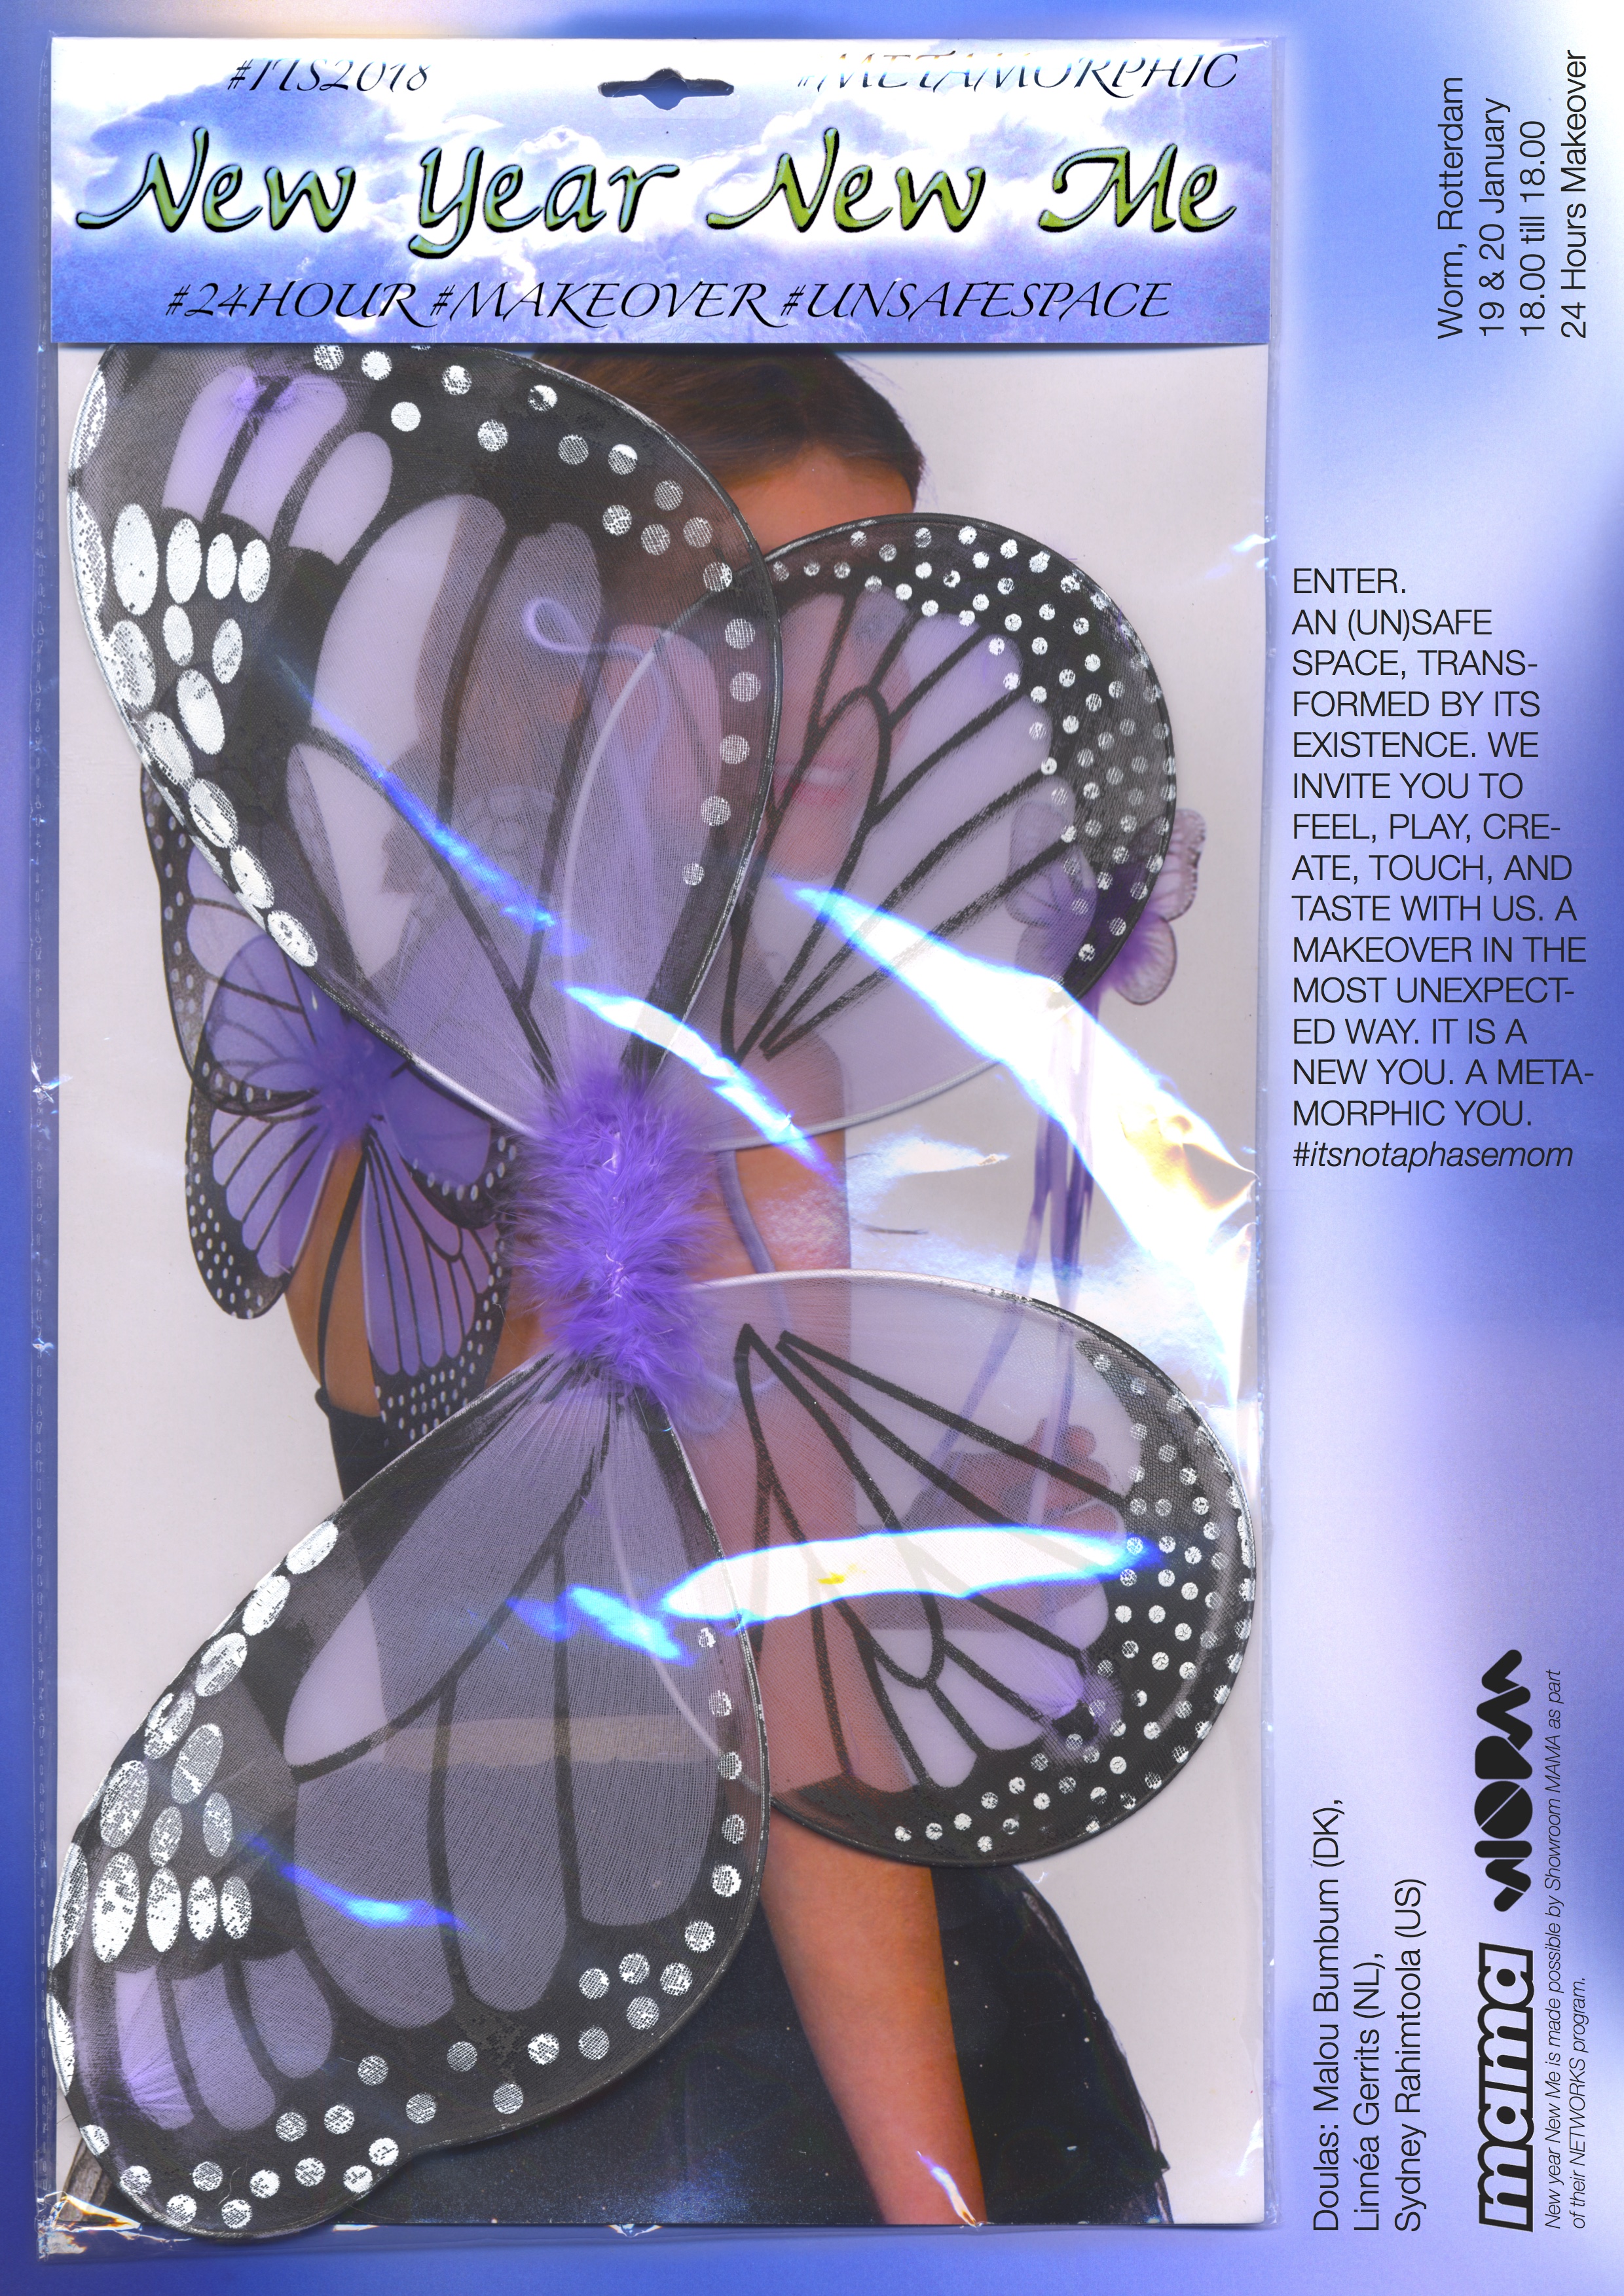 #ITS2018 #METAMORPHIC
New Year New Me
#24HOUR #MAKEOVER #UNSAFESPACE
Worm, Rotterdam
19 & 20 January
18.00 till 18.00
24 Hours Makeover
ENTER.
AN (UN)SAFE
SPACE, TRANS-
FORMED BY ITS
EXISTENCE. WE
INVITE YOU TO
FEEL, PLAY, CRE-
ATE, TOUCH, AND
TASTE WITH US. A
MAKEOVER IN THE
MOST UNEXPECT-
ED WAY. IT IS A
NEW YOU. A META-
MORPHIC YOU.
#itsnotaphasemom
Doulas: Malou Bumbum (DK),
Linnéa Gerrits (NL),
Sydney Rahimtoola (US)
mama WORM
New year New Me is made possible by Showroom MAMA as part
of their NETWORKS program.